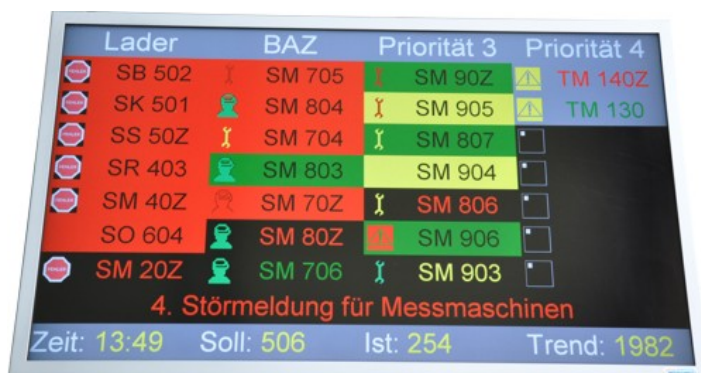 Lader BAZ Priorität 3 Priorität 4
SB 502 SM 705 SM 90Z TM 140Z
SK 501 SM 804 SM 905 TM 130
SS 50Z SM 704 SM 807
SR 403 SM 803 SM 904
SM 40Z SM 70Z SM 806
SO 604 SM 80Z SM 906
SM 20Z SM 706 SM 903
4. Störmeldung für Messmaschinen
Zeit: 13:49 Soll: 506 Ist: 254 Trend: 1982